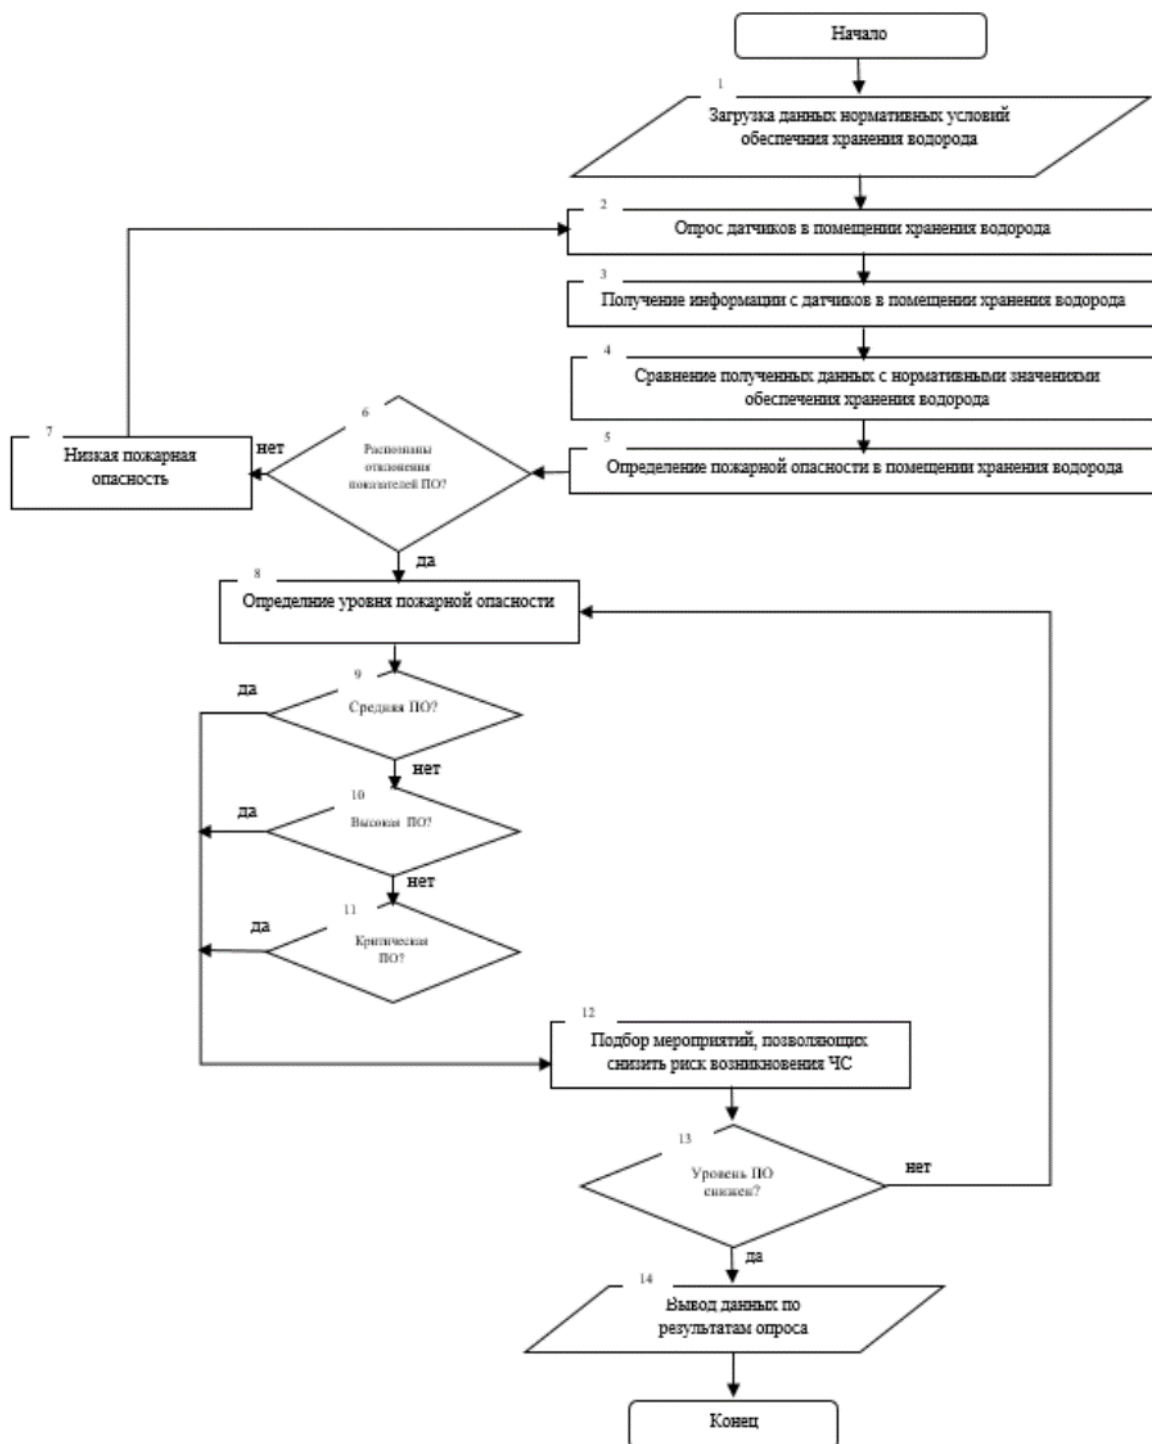 Начало
1
Загрузка данных нормативных условий
обеспечния хранения водорода
2
Опрос датчиков в помещении хранения водорода
3
Получение информации с датчиков в помещении хранения водорода
4
Сравнение полученных данных с нормативными значениями
обеспечения хранения водорода
5
Определение пожарной опасности в помещении хранения водорода
6
Распознаны
отклонения
показателей ПО?
нет
7
Низкая пожарная
опасность
да
8
Определние уровня пожарной опасности
9
Средняя ПО?
да
нет
10
Высокая ПО?
да
нет
11
Критическая
ПО?
да
12
Подбор мероприятий, позволяющих
снизить риск возникновения ЧС
13
Уровень ПО
снижен?
нет
да
14
Вывод данных по
результатам опроса
Конец